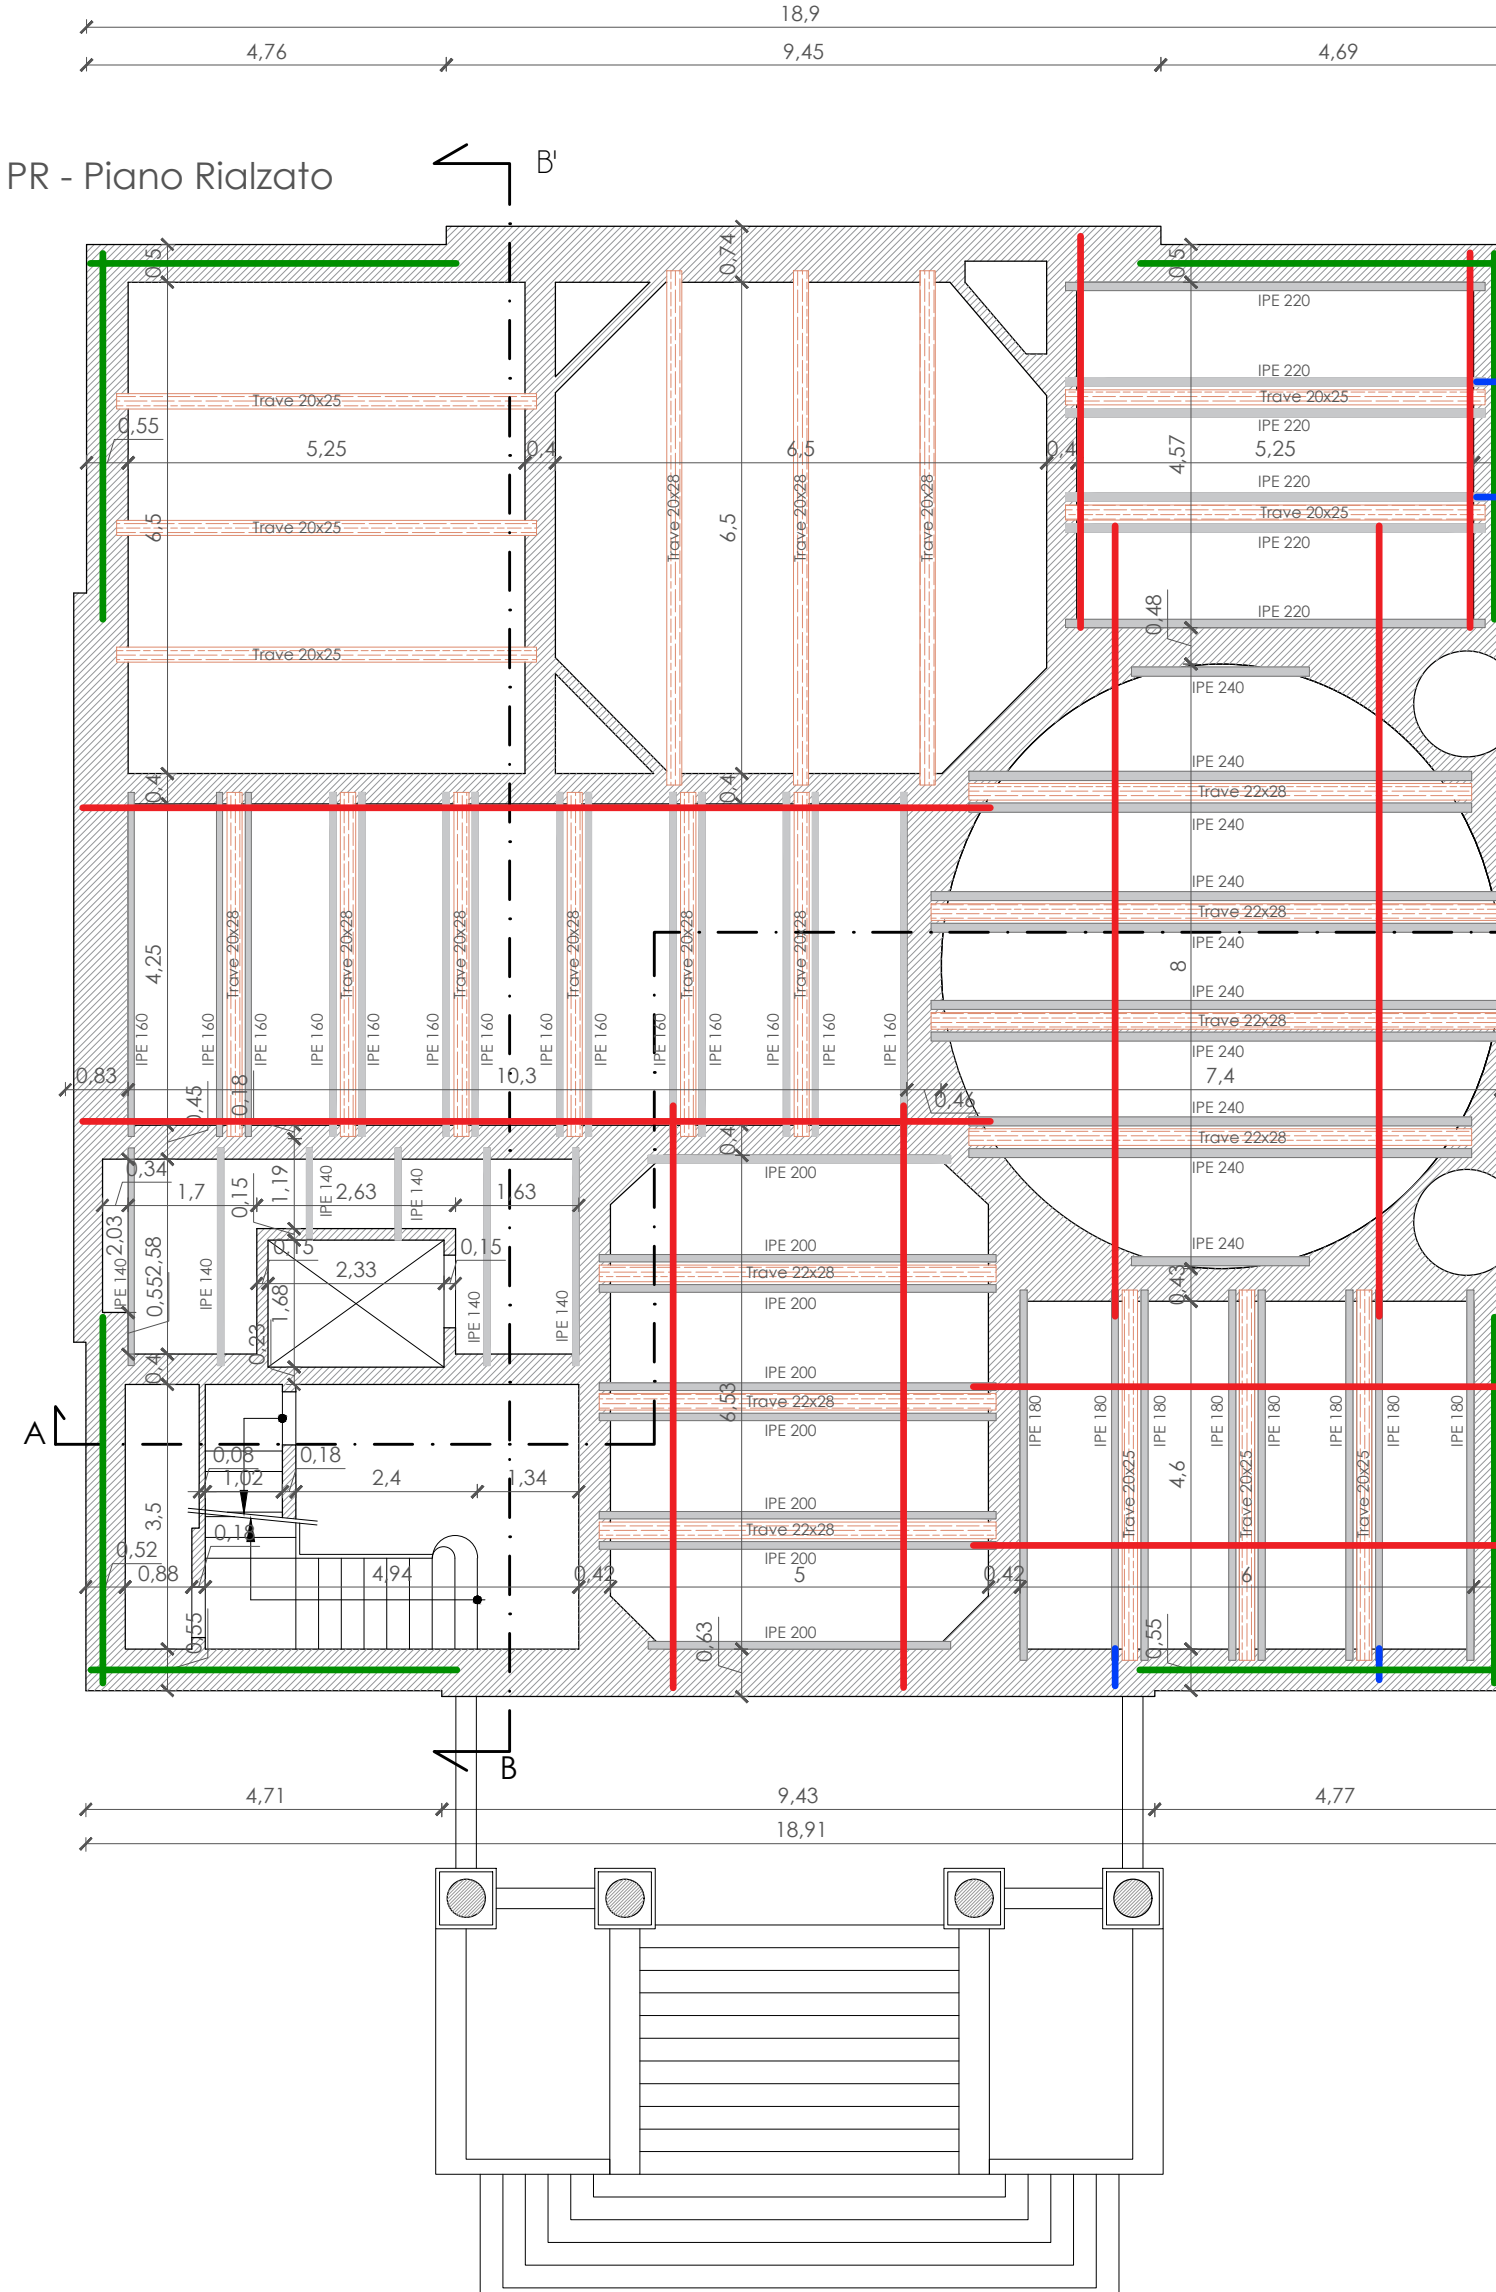 18,9
4,76
9,45
4,69
B'
PR - Piano Rialzato
0,5
0,74
0,5
IPE 220
IPE 220
Trave 20x25
Trave 20x25
IPE 220
0,55
5,25
0,4
6,5
0,4
4,57
5,25
IPE 220
Trave 20x28
Trave 20x28
Trave 20x28
Trave 20x25
6,5
6,5
Trave 20x25
IPE 220
0,48
IPE 220
Trave 20x25
IPE 240
0,4
0,4
IPE 240
Trave 22x28
IPE 240
IPE 240
Trave 22x28
IPE 240
Trave 20x28
Trave 20x28
Trave 20x28
Trave 20x28
Trave 20x28
Trave 20x28
4,25
8
IPE 240
Trave 22x28
IPE 240
IPE 160
IPE 160
IPE 160
IPE 160
IPE 160
IPE 160
IPE 160
IPE 160
IPE 160
IPE 160
IPE 160
IPE 160
IPE 160
IPE 160
0,83
10,3
7,4
0,45
0,18
0,46
IPE 240
Trave 22x28
IPE 240
0,4
IPE 200
0,34
1,7
0,15
1,19
IPE 140
2,63
IPE 140
1,63
2,03
2,58
0,55
IPE 140
IPE 140
0,15
2,33
0,15
1,68
0,23
IPE 140
IPE 140
IPE 200
Trave 22x28
IPE 200
IPE 240
0,43
0,4
IPE 200
Trave 22x28
IPE 200
6,53
IPE 180
IPE 180
IPE 180
IPE 180
IPE 180
IPE 180
IPE 180
IPE 180
Trave 20x25
Trave 20x25
Trave 20x25
4,6
A
0,08
0,18
1,02
2,4
1,34
3,5
0,18
IPE 200
Trave 22x28
IPE 200
0,52
0,88
4,94
0,42
5
0,42
6
0,55
0,63
0,55
IPE 200
B
4,71
9,43
4,77
18,91